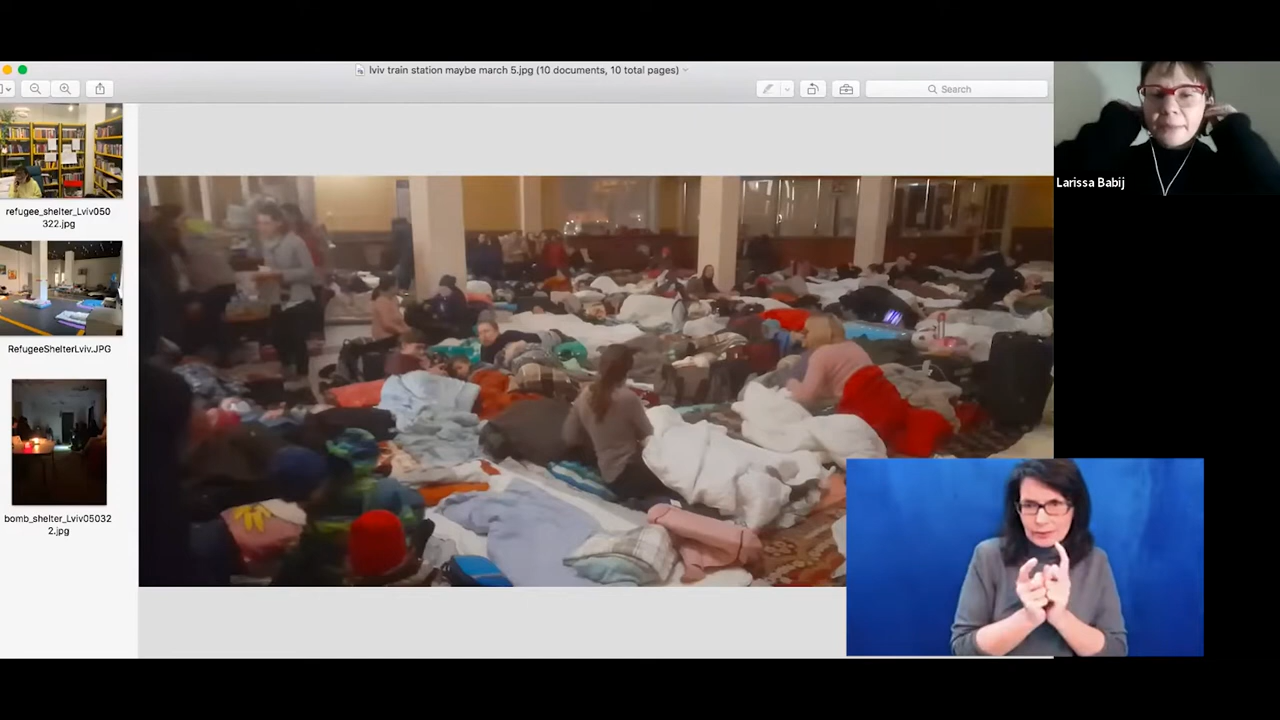 lviv train station maybe march 5.jpg (10 documents, 10 total pages)
Search
refugee_shelter_Lviv050
322.jpg
RefugeeShelterLviv.JPG
bomb_shelter_Lviv05032
2.jpg
Larissa Babij